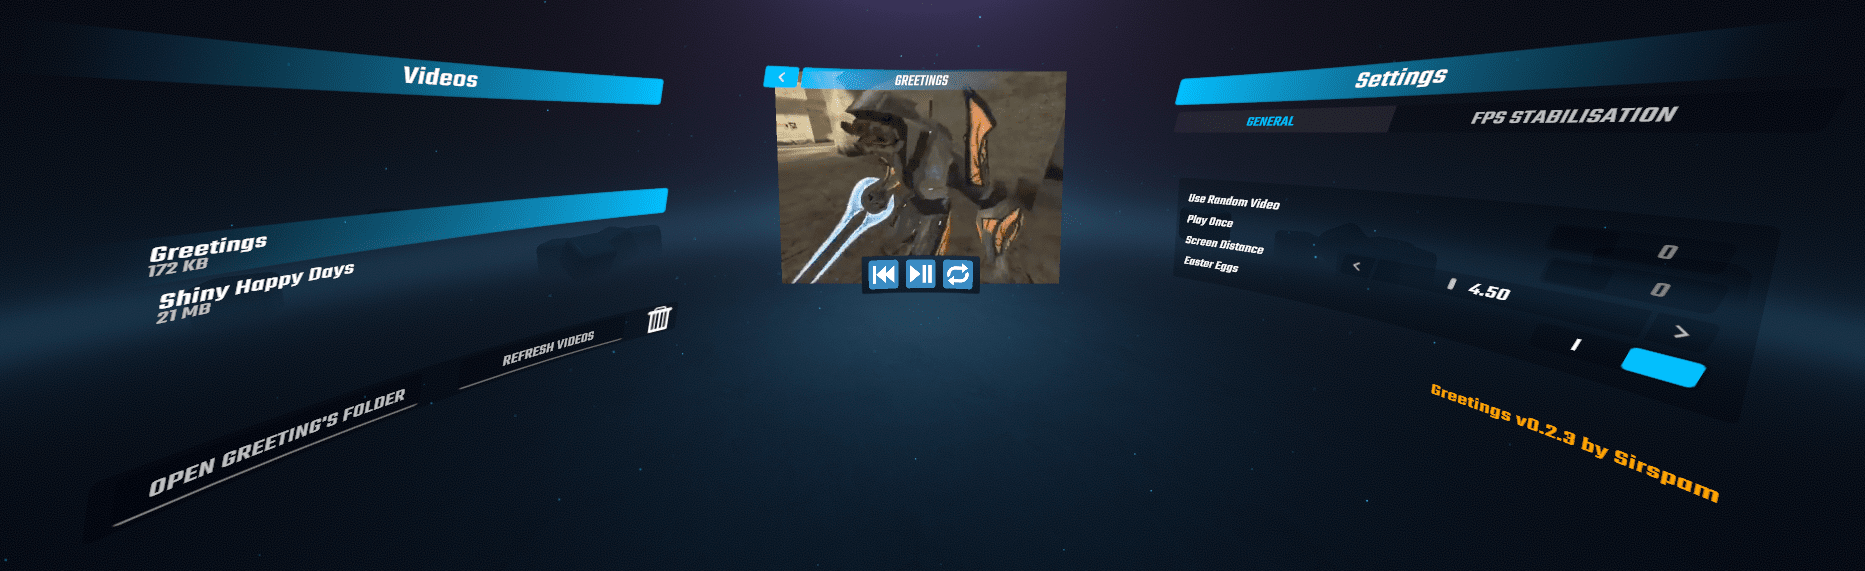 Videos
Greetings
172 KB
Shiny Happy Days
21 MB
REFRESH VIDEOS
OPEN GREETING'S FOLDER
GREETINGS
Settings
GENERAL
FPS STABILISATION
Use Random Video
0
Play Once
0
Screen Distance
4.50
Easter Eggs
I
Greetings v0.2.3 by Sirspam